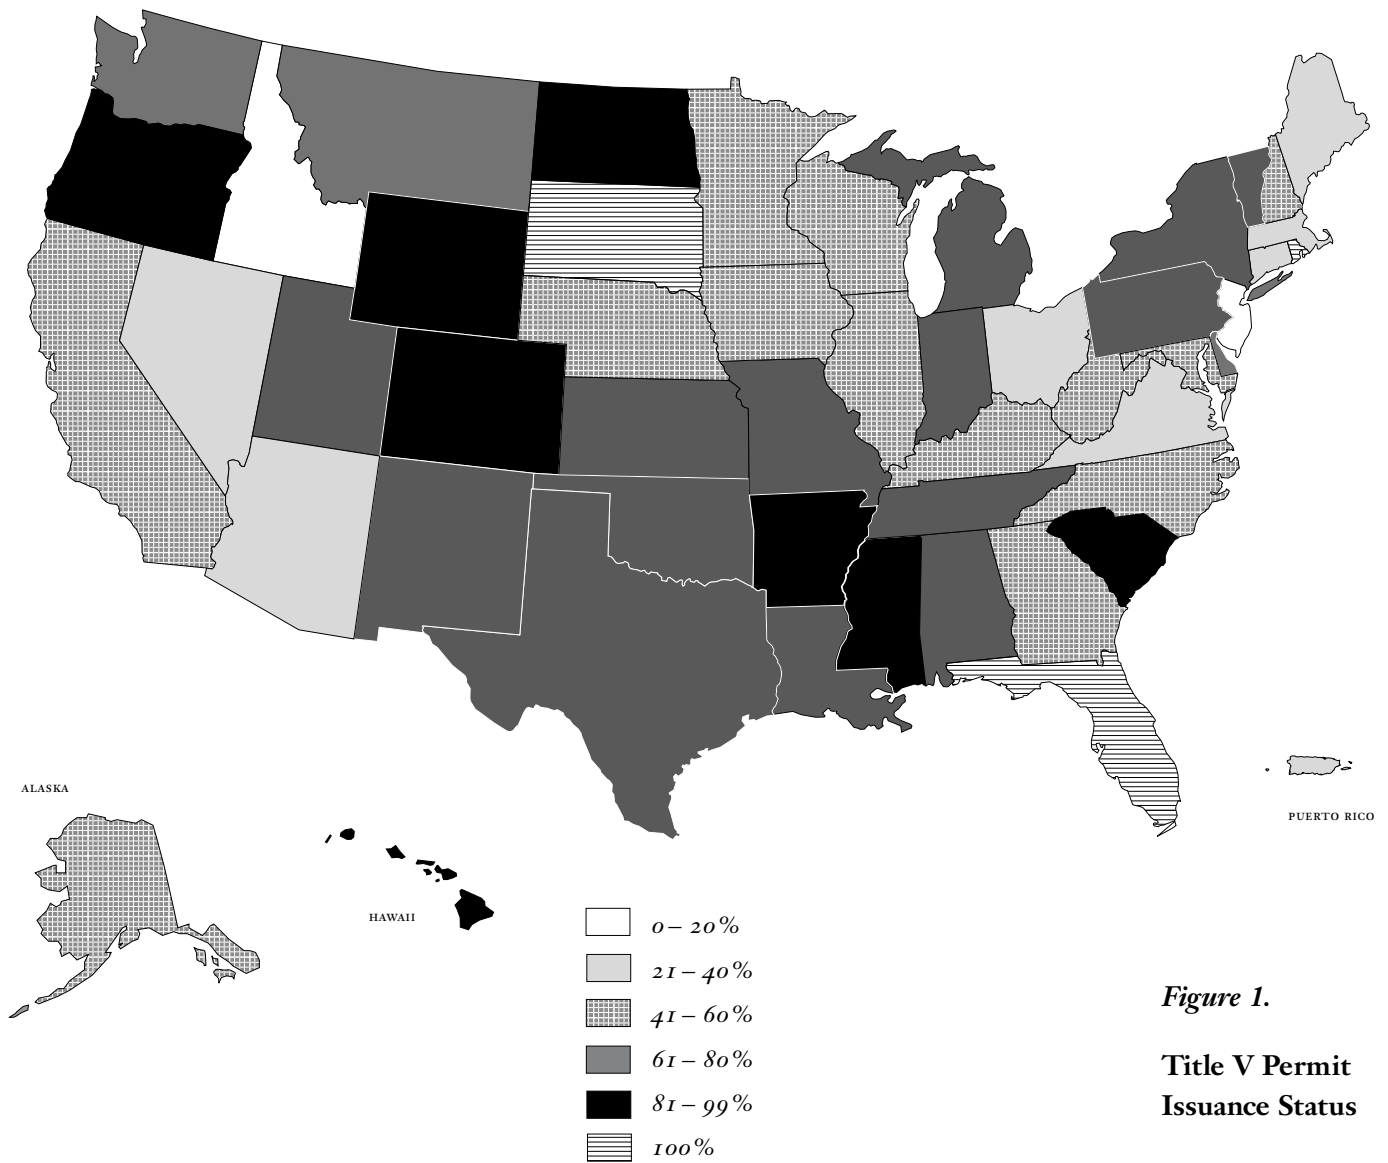 ALASKA
PUERTO RICO
HAWAII
0–20%
21–40%
41–60%
61–80%
81–99%
100%
Figure 1.
Title V Permit
Issuance Status